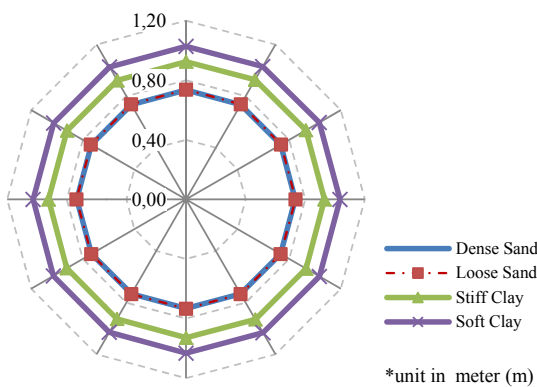 1,20
0,80
0,40
0,00
Dense Sand
Loose Sand
Stiff Clay
Soft Clay
*unit in meter (m)